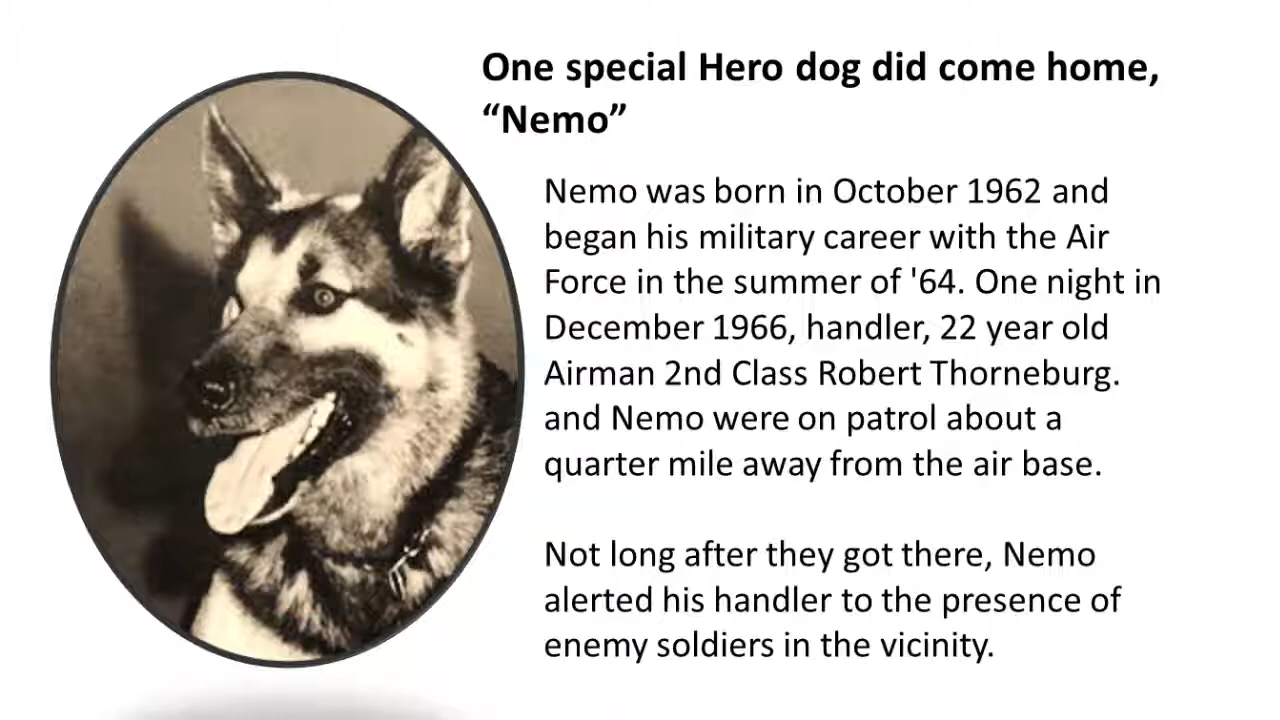 One special Hero dog did come home,
“Nemo”
Nemo was born in October 1962 and
began his military career with the Air
Force in the summer of '64. One night in
December 1966, handler, 22 year old
Airman 2nd Class Robert Thorneburg.
and Nemo were on patrol about a
quarter mile away from the air base.
Not long after they got there, Nemo
alerted his handler to the presence of
enemy soldiers in the vicinity.